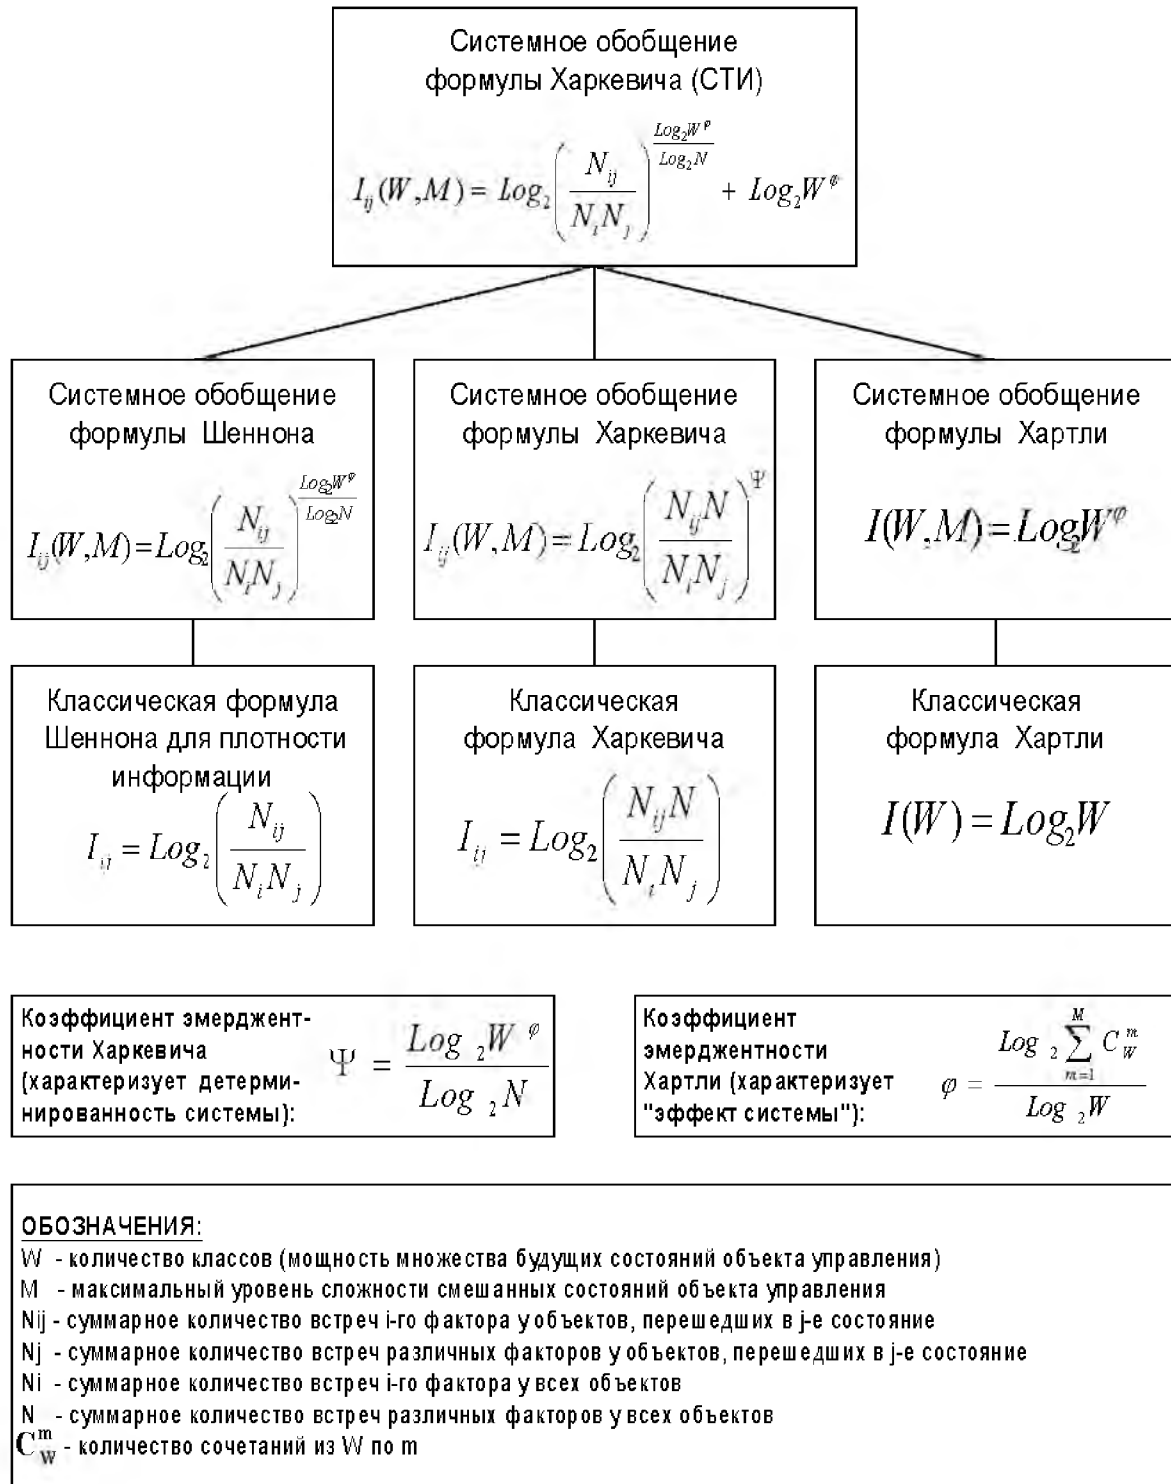 Системное обобщение
формулы Харкевича (СТИ)
I_ij(W,M) = Log_2(N_ij / (N_i N_j))^(Log_2 W^φ / Log_2 N) + Log_2 W^φ
Системное обобщение
формулы Шеннона
I_ij(W,M) = Log_2(N_ij / (N_i N_j))^(Log_2 W^φ / Log_2 N)
Системное обобщение
формулы Харкевича
I_ij(W,M) = Log_2(N_ij N / (N_i N_j))^Ψ
Системное обобщение
формулы Хартли
I(W,M) = Log_2 W^φ
Классическая формула
Шеннона для плотности
информации
I_ij = Log_2(N_ij / (N_i N_j))
Классическая
формула Харкевича
I_ij = Log_2(N_ij N / (N_i N_j))
Классическая
формула Хартли
I(W) = Log_2 W
Коэффициент эмерджент-
ности Харкевича
(характеризует детерми-
нированность системы):
Ψ = Log_2 W^φ / Log_2 N
Коэффициент
эмерджентности
Хартли (характеризует
"эффект системы"):
φ = Log_2 ∑_{m=1}^{M} C_W^m / Log_2 W
ОБОЗНАЧЕНИЯ:
W - количество классов (мощность множества будущих состояний объекта управления)
M - максимальный уровень сложности смешанных состояний объекта управления
Nij - суммарное количество встреч i-го фактора у объектов, перешедших в j-е состояние
Nj - суммарное количество встреч различных факторов у объектов, перешедших в j-е состояние
Ni - суммарное количество встреч i-го фактора у всех объектов
N - суммарное количество встреч различных факторов у всех объектов
C_W^m - количество сочетаний из W по m